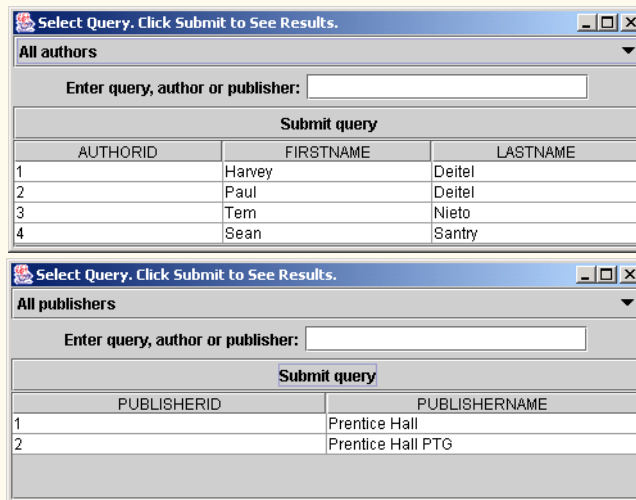 Select Query. Click Submit to See Results.
All authors
Enter query, author or publisher:
Submit query
AUTHORID FIRSTNAME LASTNAME
1 Harvey Deitel
2 Paul Deitel
3 Tem Nieto
4 Sean Santry
Select Query. Click Submit to See Results.
All publishers
Enter query, author or publisher:
Submit query
PUBLISHERID PUBLISHERNAME
1 Prentice Hall
2 Prentice Hall PTG